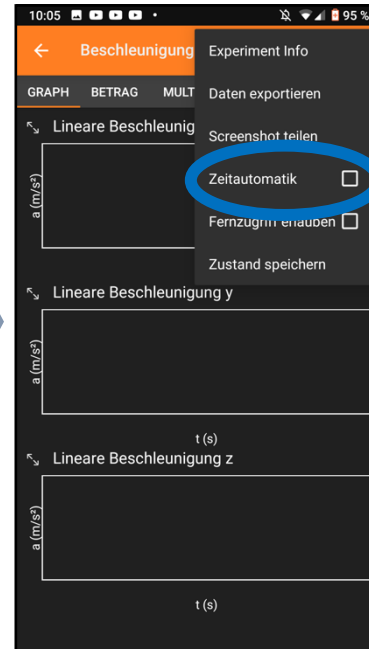 10:05
95 %
Beschleunigung
Experiment Info
GRAPH BETRAG MULT
Daten exportieren
Lineare Beschleunig
Screenshot teilen
a (m/s²)
Zeitautomatik
Fernzugriff erlauben
Zustand speichern
Lineare Beschleunigung y
a (m/s²)
t (s)
Lineare Beschleunigung z
a (m/s²)
t (s)